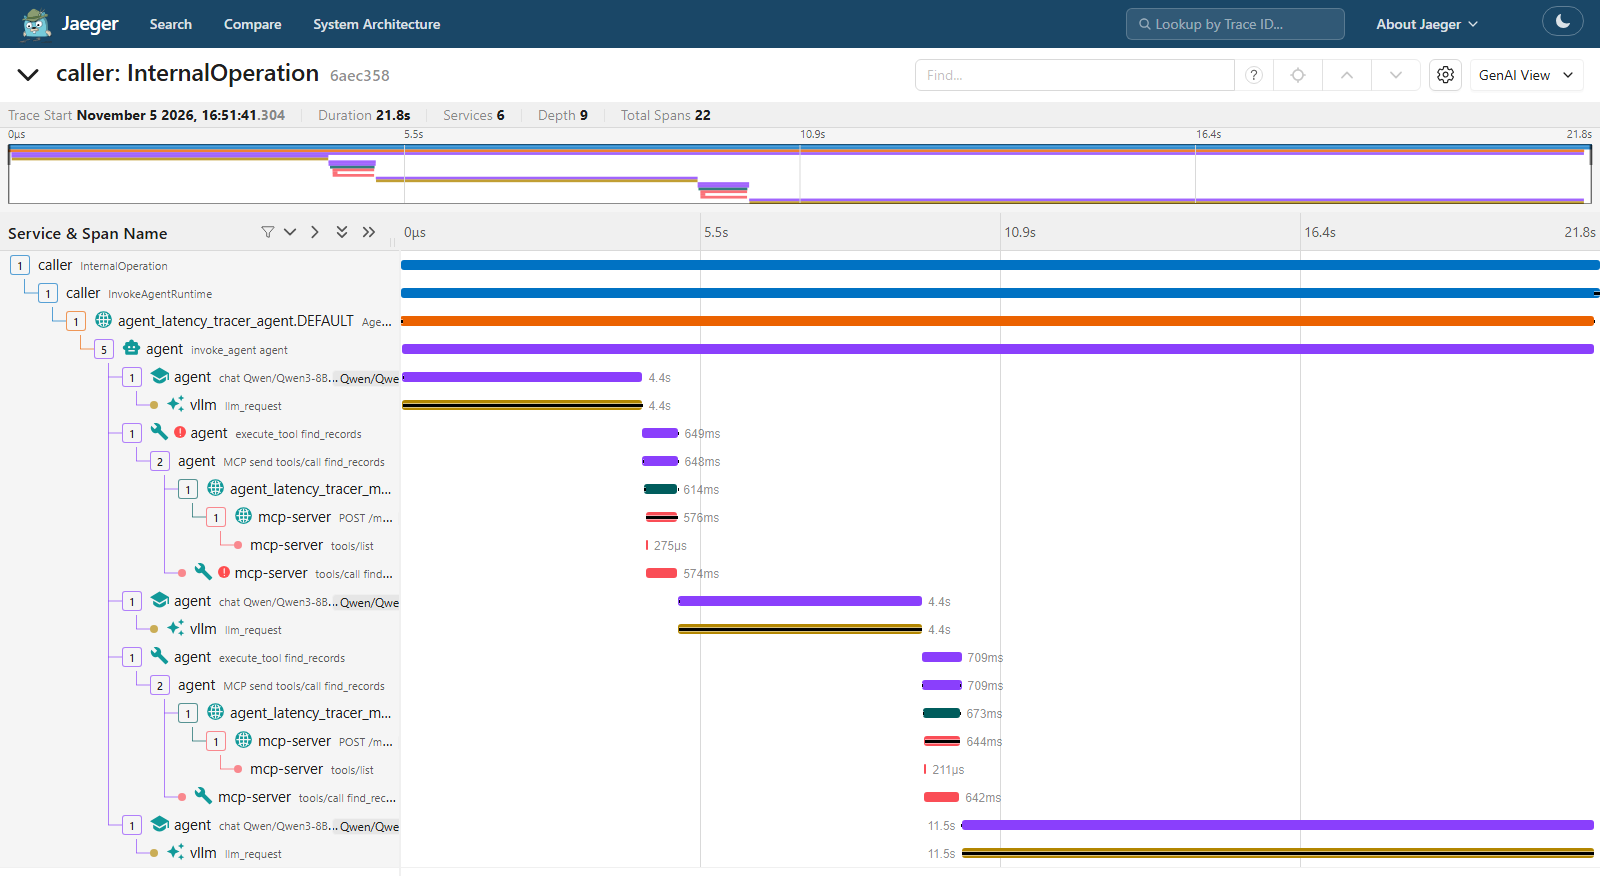 Jaeger Search Compare System Architecture Lookup by Trace ID... About Jaeger
caller: InternalOperation 6aec358 Find... ? GenAI View
Trace Start November 5 2026, 16:51:41.304 Duration 21.8s Services 6 Depth 9 Total Spans 22
0μs 5.5s 10.9s 16.4s 21.8s
Service & Span Name 0μs 5.5s 10.9s 16.4s 21.8s
1 caller InternalOperation
1 caller InvokeAgentRuntime
1 agent_latency_tracer_agent.DEFAULT Age...
5 agent invoke_agent agent
1 agent chat Qwen/Qwen3-8B... Qwen/Qwe 4.4s
vllm llm_request 4.4s
1 agent execute_tool find_records 649ms
2 agent MCP send tools/call find_records 648ms
1 agent_latency_tracer_m... 614ms
1 mcp-server POST /m... 576ms
mcp-server tools/list 275μs
mcp-server tools/call find... 574ms
1 agent chat Qwen/Qwen3-8B... Qwen/Qwe 4.4s
vllm llm_request 4.4s
1 agent execute_tool find_records 709ms
2 agent MCP send tools/call find_records 709ms
1 agent_latency_tracer_m... 673ms
1 mcp-server POST /m... 644ms
mcp-server tools/list 211μs
mcp-server tools/call find_rec... 642ms
1 agent chat Qwen/Qwen3-8B... Qwen/Qwe 11.5s
vllm llm_request 11.5s